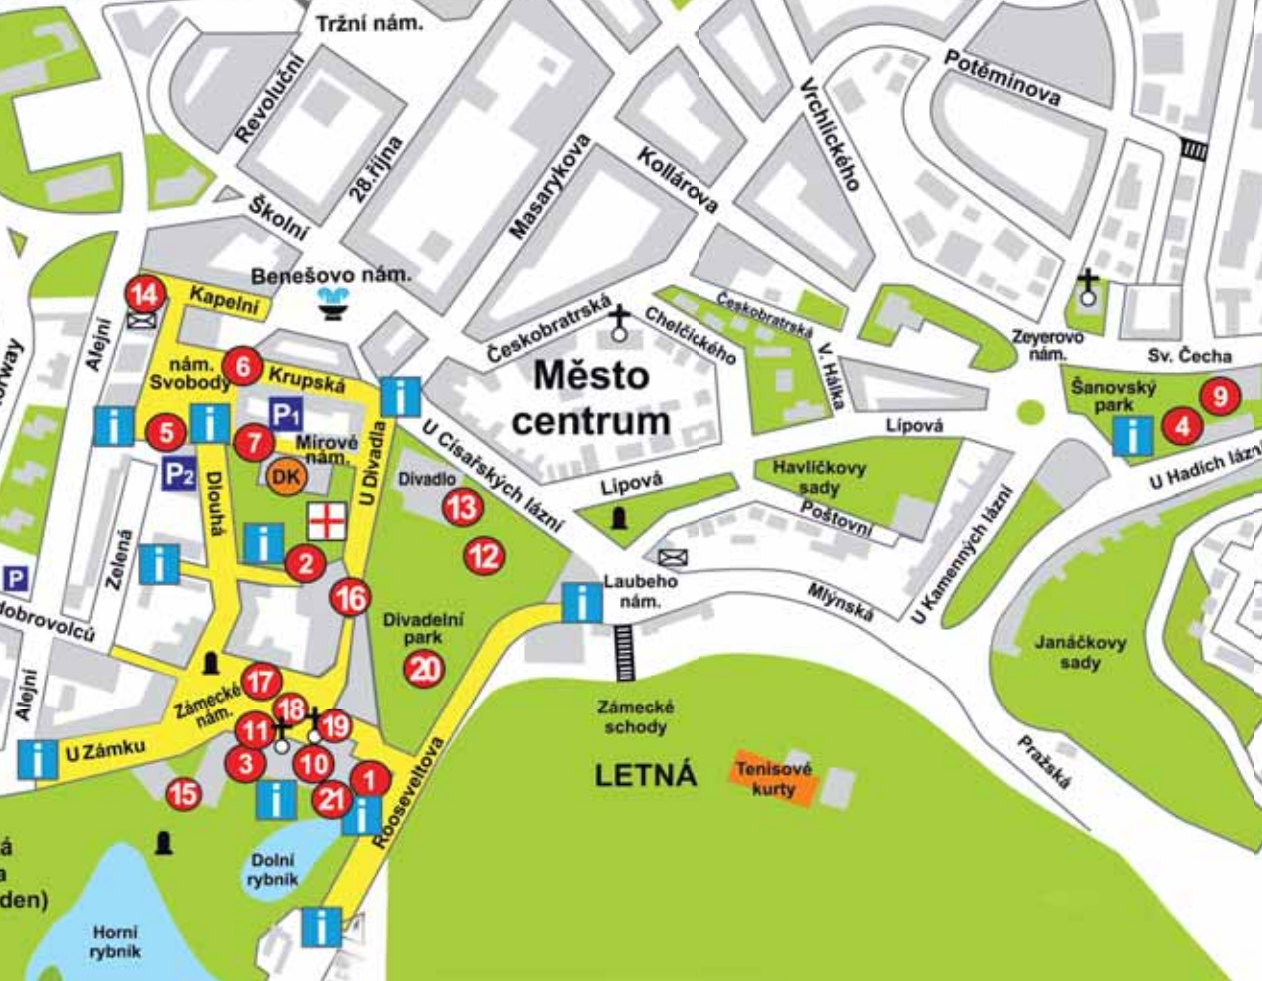 Tržní nám.
Revoluční
28.října
Školní
Masarykova
Kollárova
Vrchlického
Potěminova
Benešovo nám.
14
Kapelní
Alejní
nám.
Svobody
6
Krupská
Českobratrská
Chelčického
Českobratrská
Město
centrum
V. Hálka
Zeyerovo
nám.
Sv. Čecha
Šanovský
park
9
4
i
U Hadích lázní
i
5
i
7
P1
Mírové
nám.
i
U Císařských lázní
U Divadla
Divadlo
13
12
Lípová
Lípová
Havlíčkovy
sady
Poštovní
P2
DK
Dlouhá
Zelená
i
i
2
16
P
dobrovolců
Alejní
Divadelní
park
20
i
Laubeho
nám.
Mlýnská
U Kamenných lázní
Janáčkovy
sady
Zámecké
nám.
17
18
19
11
3
10
1
21
i
i
15
i
U Zámku
Rooseveltova
Zámecké
schody
LETNÁ
Tenisové
kurty
Pražská
Dolní
rybník
Horní
rybník
i
á
a
den)